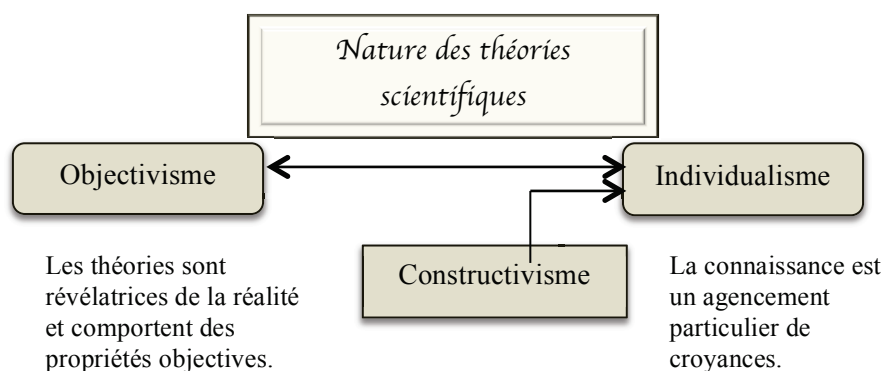 Nature des théories
scientifiques
Objectivisme
Individualisme
Constructivisme
Les théories sont
révélatrices de la réalité
et comportent des
propriétés objectives.
La connaissance est
un agencement
particulier de
croyances.